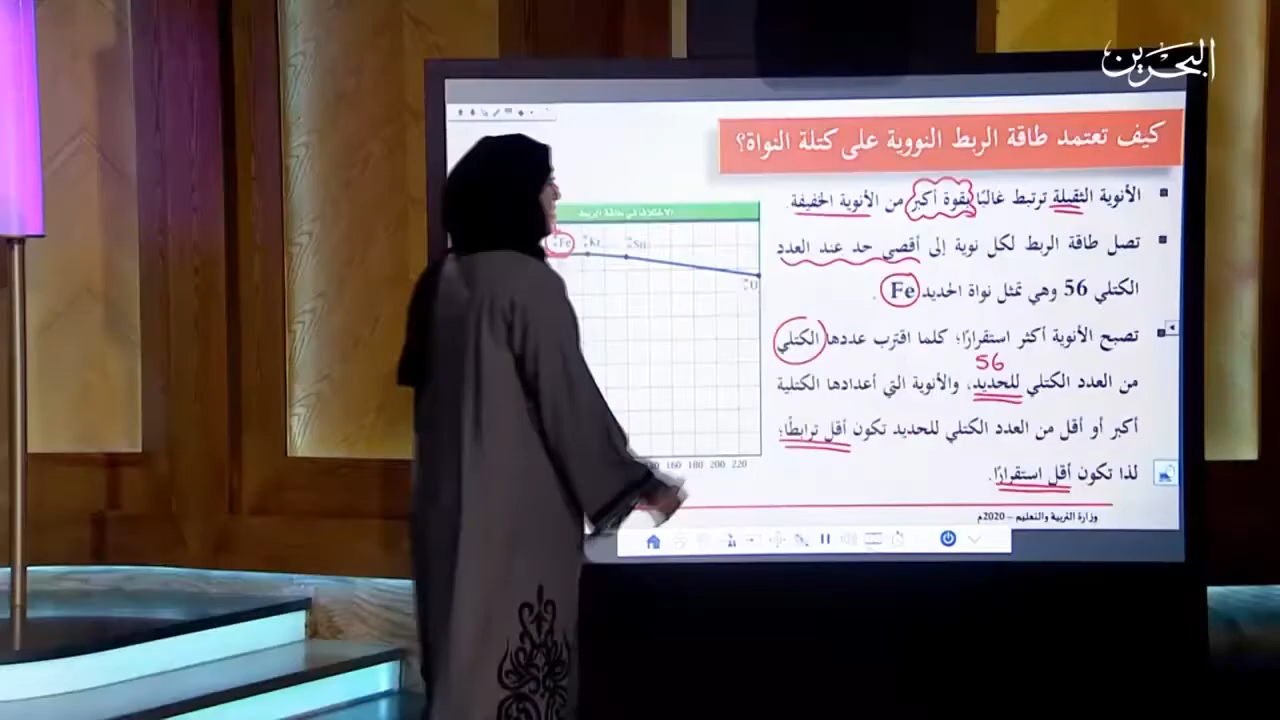 البحرين
كيف تعتمد طاقة الربط النووية على كتلة النواة؟
الأنوية الثقيلة ترتبط غالبًا بقوة أكبر من الأنوية الخفيفة.
تصل طاقة الربط لكل نوية إلى أقصى حد عند العدد
الكتلي 56 وهي تمثل نواة الحديد Fe .
تصبح الأنوية أكثر استقرارًا؛ كلما اقترب عددها الكتلي
56
من العدد الكتلي للحديد، والأنوية التي أعدادها الكتلية
أكبر أو أقل من العدد الكتلي للحديد تكون أقل ترابطًا؛
لذا تكون أقل استقرارًا.
الاختلاف في طاقة الربط
Fe Kr Sn
U
160 180 200 220
وزارة التربية والتعليم – 2020م